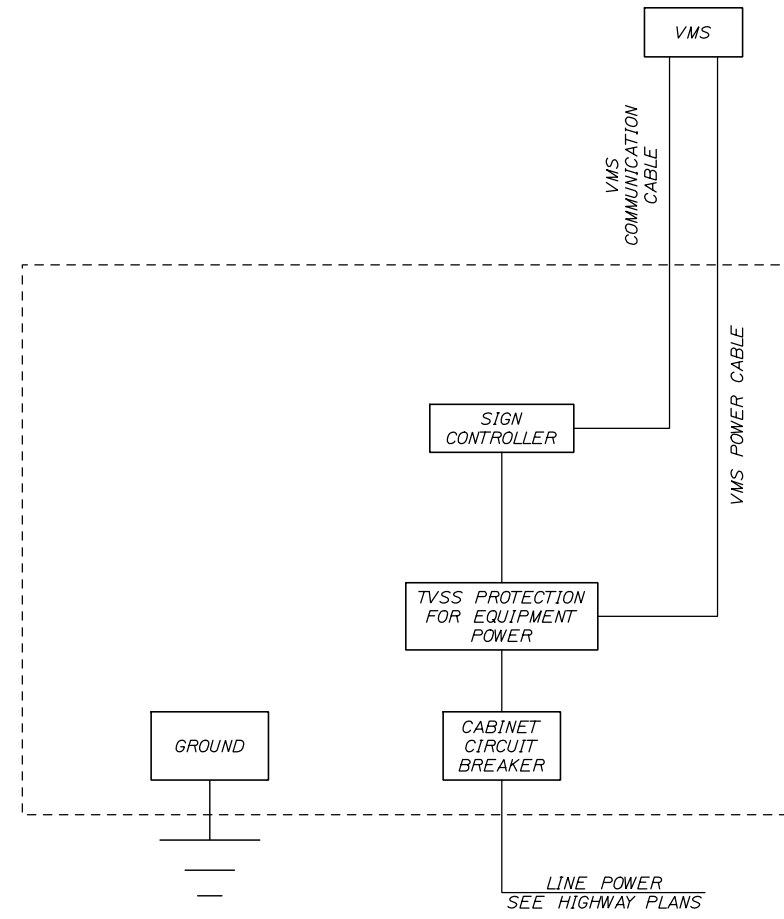 VMS
VMS
COMMUNICATION
CABLE
VMS POWER CABLE
SIGN
CONTROLLER
TVSS PROTECTION
FOR EQUIPMENT
POWER
GROUND
CABINET
CIRCUIT
BREAKER
LINE POWER
SEE HIGHWAY PLANS